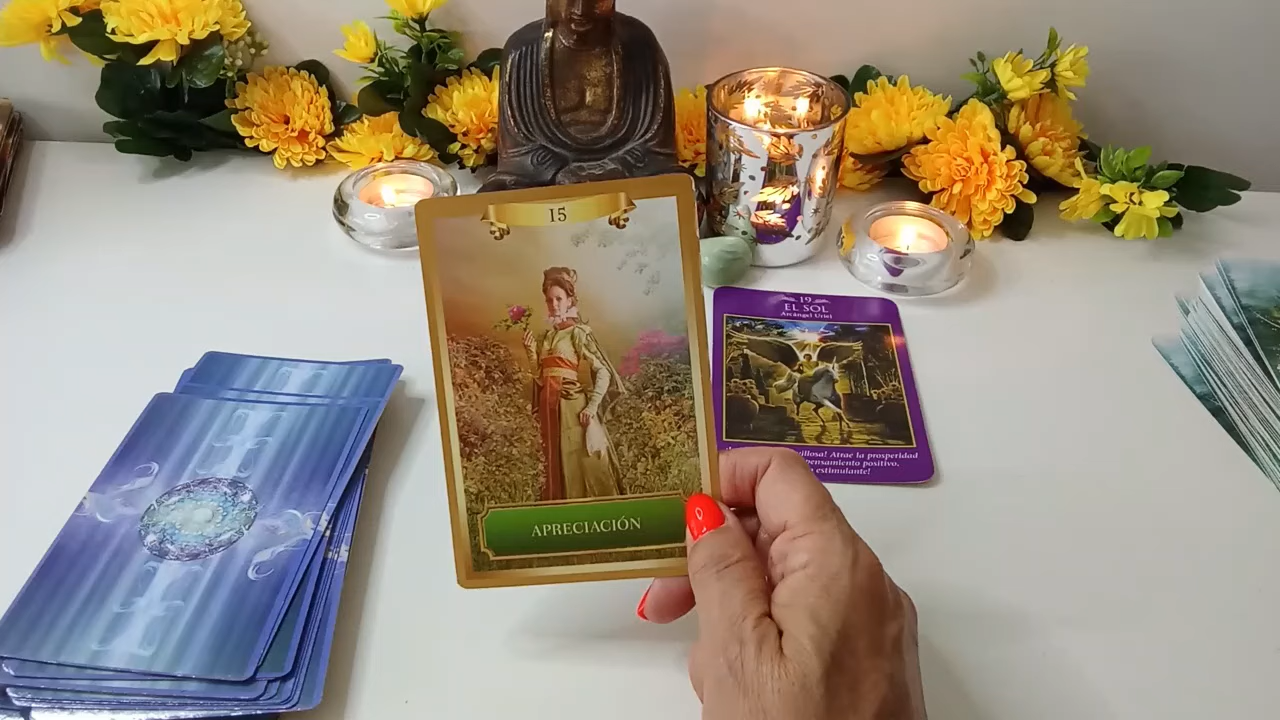 15
APRECIACIÓN
19
EL SOL
Arcángel Uriel
Atrae la prosperidad
pensamiento positivo.
estimulante!